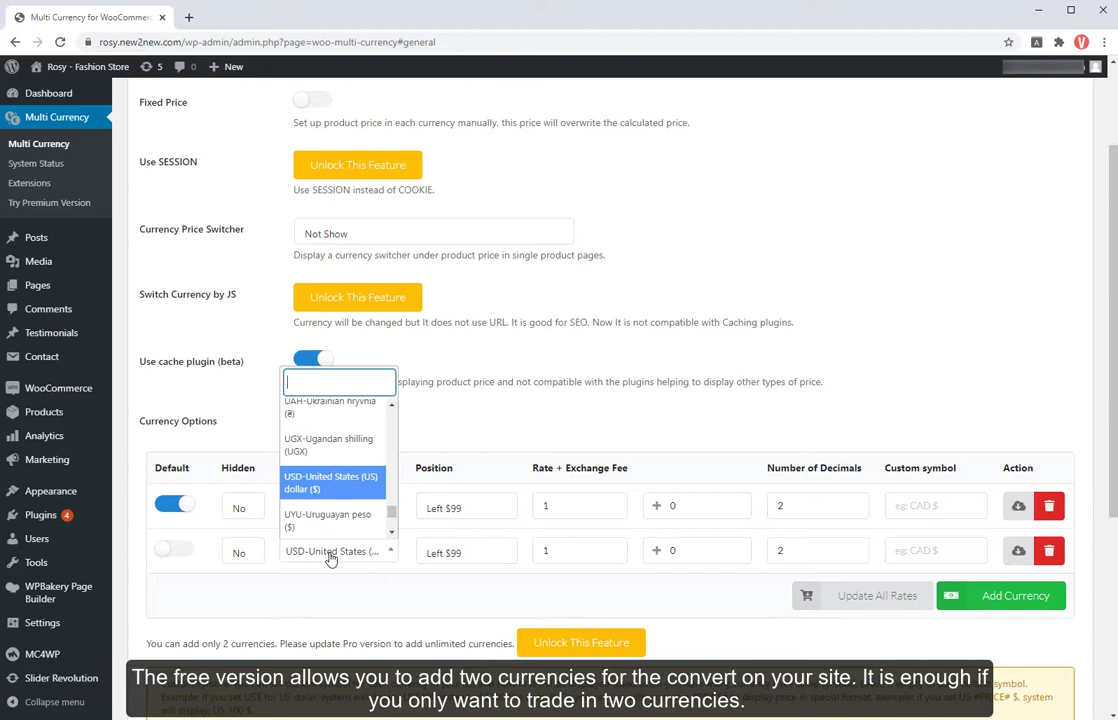 Multi Currency for WooCommer
rosy.new2new.com/wp-admin/admin.php?page=woo-multi-currency#general
A
V
Rosy - Fashion Store
5
0
New
Dashboard
Multi Currency
Multi Currency
System Status
Extensions
Try Premium Version
Posts
Media
Pages
Comments
Testimonials
Contact
WooCommerce
Products
Analytics
Marketing
Appearance
Plugins 4
Users
Tools
WPBakery Page
Builder
Settings
MC4WP
Slider Revolution
Collapse menu
Fixed Price
Set up product price in each currency manually, this price will overwrite the calculated price.
Use SESSION
Unlock This Feature
Use SESSION instead of COOKIE.
Currency Price Switcher
Not Show
Display a currency switcher under product price in single product pages.
Switch Currency by JS
Unlock This Feature
Currency will be changed but It does not use URL. It is good for SEO. Now It is not compatible with Caching plugins.
Use cache plugin (beta)
splaying product price and not compatible with the plugins helping to display other types of price.
Currency Options
UAH-Ukrainian hryvnia
(₴)
UGX-Ugandan shilling
(UGX)
USD-United States (US)
dollar ($)
UYU-Uruguayan peso
($)
Default Hidden Position Rate + Exchange Fee Number of Decimals Custom symbol Action
No Left $99 1 + 0 2 eg: CAD $
No USD-United States (... Left $99 1 + 0 2 eg: CAD $
Update All Rates
Add Currency
You can add only 2 currencies. Please update Pro version to add unlimited currencies.
Unlock This Feature
The free version allows you to add two currencies for the convert on your site. It is enough if
you only want to trade in two currencies.
symbol.
system